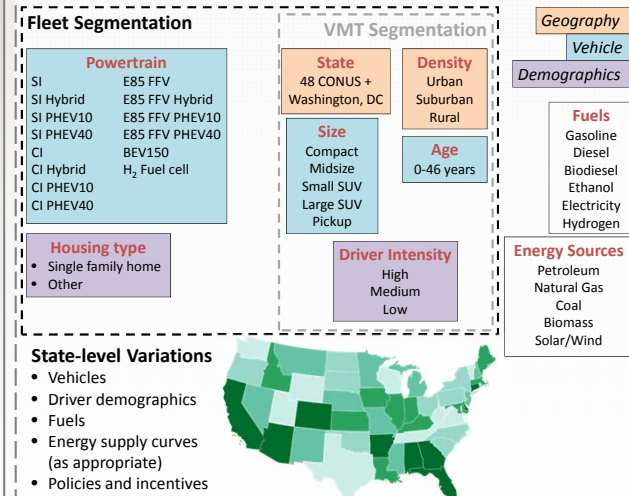 Fleet Segmentation
VMT Segmentation
Powertrain
SI
SI Hybrid
SI PHEV10
SI PHEV40
CI
CI Hybrid
CI PHEV10
CI PHEV40
E85 FFV
E85 FFV Hybrid
E85 FFV PHEV10
E85 FFV PHEV40
BEV150
H₂ Fuel cell
State
48 CONUS +
Washington, DC
Density
Urban
Suburban
Rural
Size
Compact
Midsize
Small SUV
Large SUV
Pickup
Age
0-46 years
Housing type
• Single family home
• Other
Driver Intensity
High
Medium
Low
Geography
Vehicle
Demographics
Fuels
Gasoline
Diesel
Biodiesel
Ethanol
Electricity
Hydrogen
Energy Sources
Petroleum
Natural Gas
Coal
Biomass
Solar/Wind
State-level Variations
• Vehicles
• Driver demographics
• Fuels
• Energy supply curves
(as appropriate)
• Policies and incentives